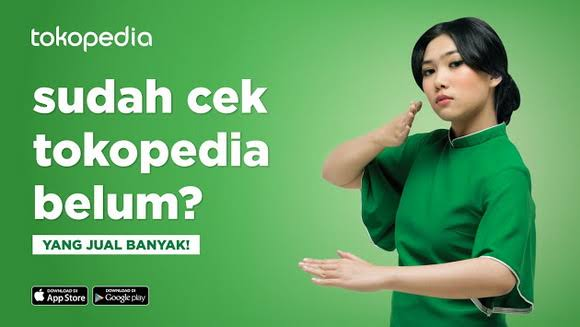 tokopedia
sudah cek
tokopedia
belum?
YANG JUAL BANYAK!
DOWNLOAD DI
App Store
DOWNLOAD DI
Google play